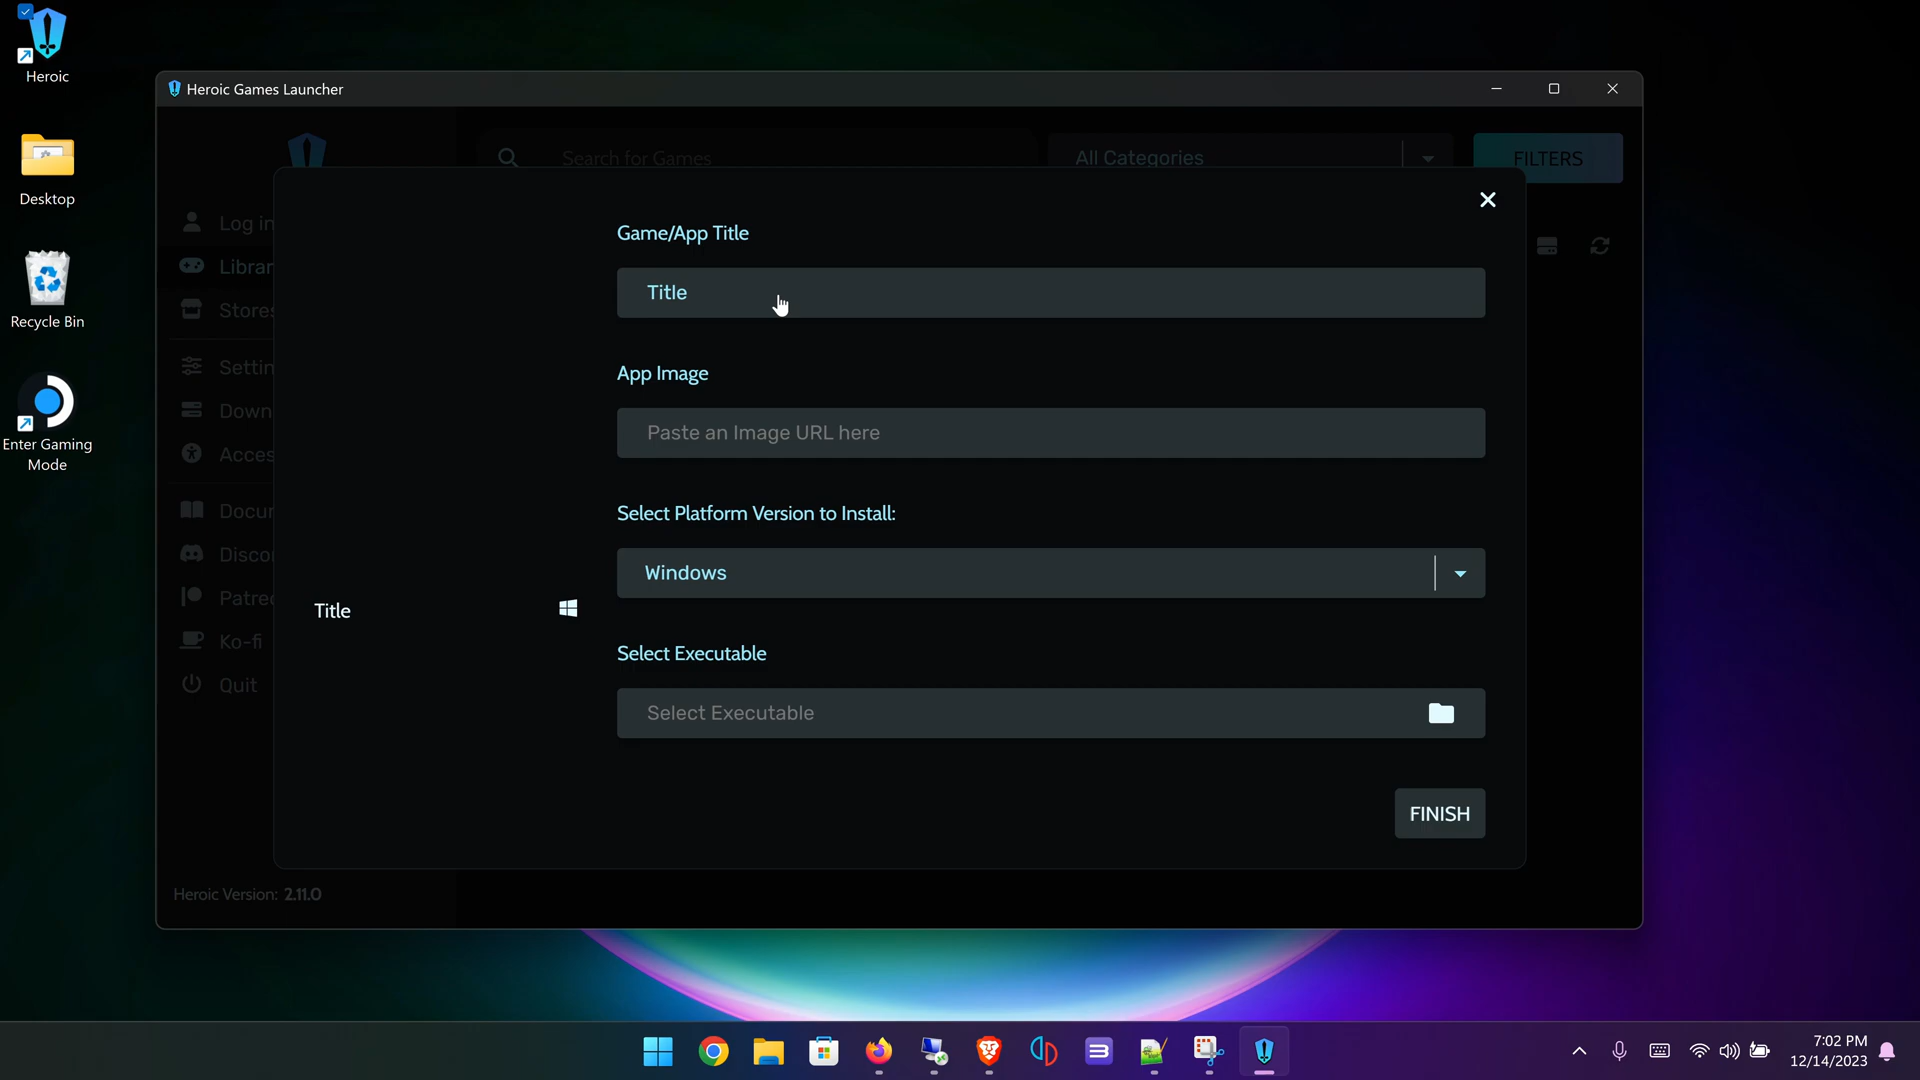 Heroic
Desktop
Recycle Bin
Enter Gaming
Mode
Heroic Games Launcher
Search for Games
All Categories
FILTERS
Log in
Librar
Stores
Settin
Down
Acces
Docun
Discor
Patreo
Ko-fi
Quit
Heroic Version: 2.11.0
Title
Game/App Title
Title
App Image
Paste an Image URL here
Select Platform Version to Install:
Windows
Select Executable
Select Executable
FINISH
7:02 PM
12/14/2023